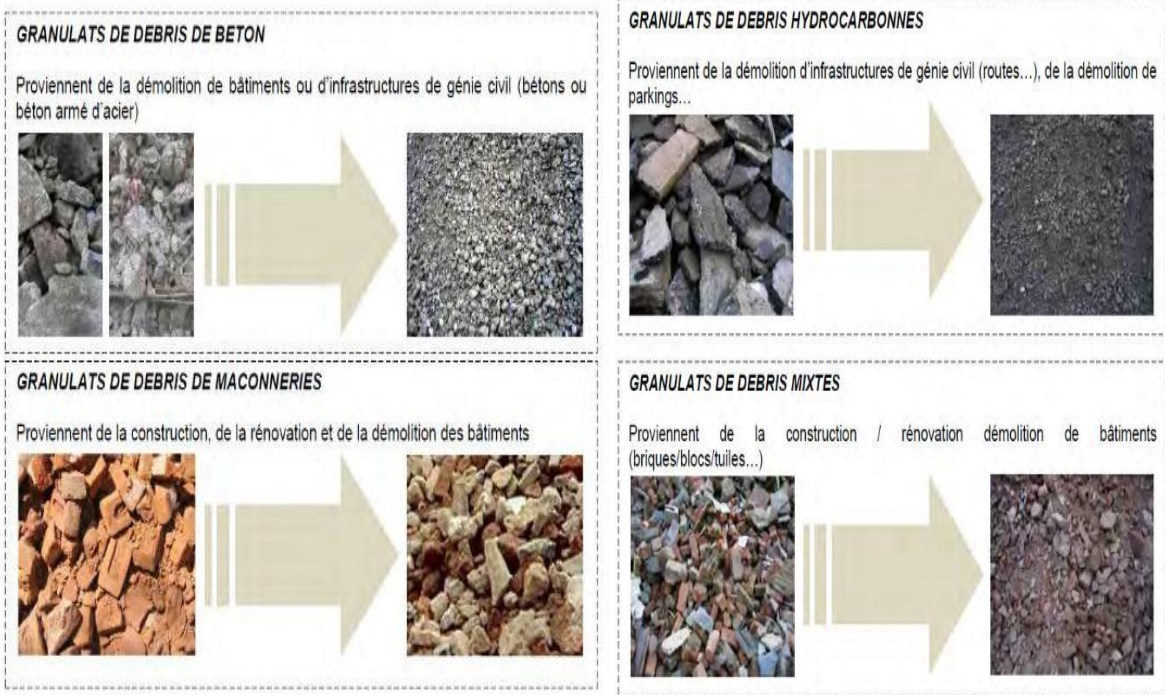 GRANULATS DE DEBRIS DE BETON
Proviennent de la démolition de bâtiments ou d'infrastructures de génie civil (bétons ou
béton armé d'acier)
GRANULATS DE DEBRIS HYDROCARBONNES
Proviennent de la démolition d'infrastructures de génie civil (routes...), de la démolition de
parkings...
GRANULATS DE DEBRIS DE MACONNERIES
Proviennent de la construction, de la rénovation et de la démolition des bâtiments
GRANULATS DE DEBRIS MIXTES
Proviennent de la construction / rénovation démolition de bâtiments
(briques/blocs/tuiles...)